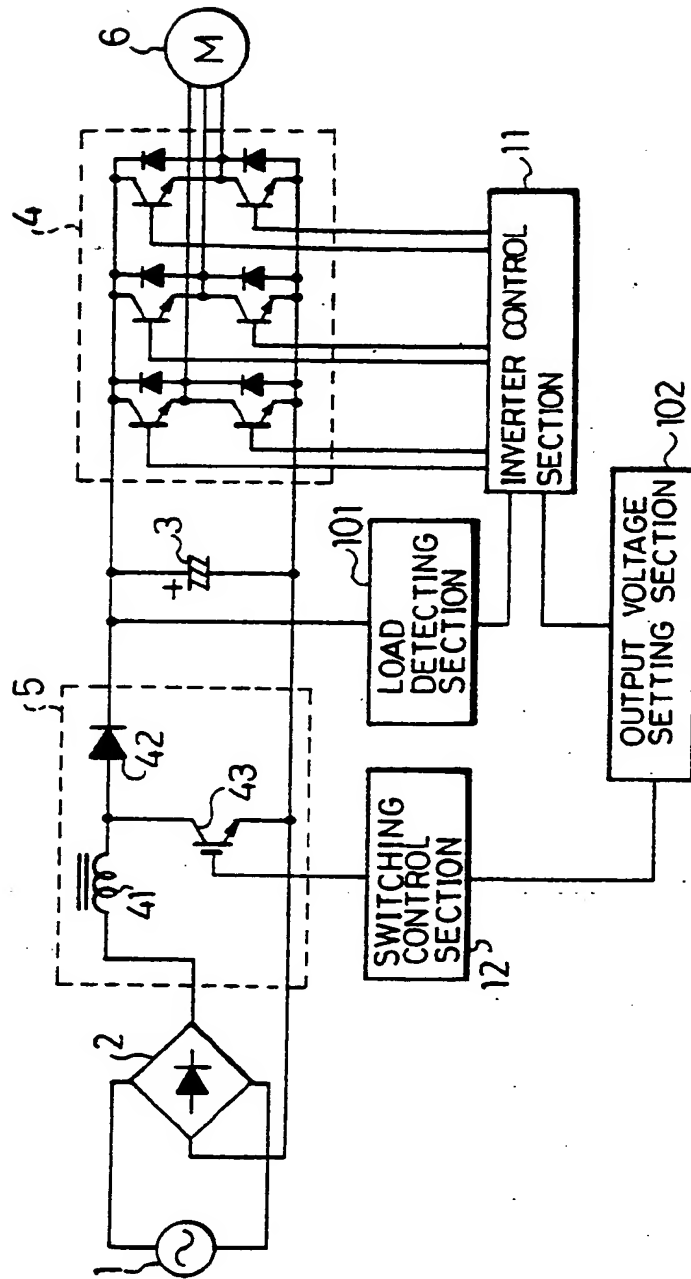 1
2
5
41
42
43
3
+
4
6
M
SWITCHING
CONTROL
SECTION
12
LOAD
DETECTING
SECTION
101
INVERTER CONTROL
SECTION
11
OUTPUT VOLTAGE
SETTING SECTION
102